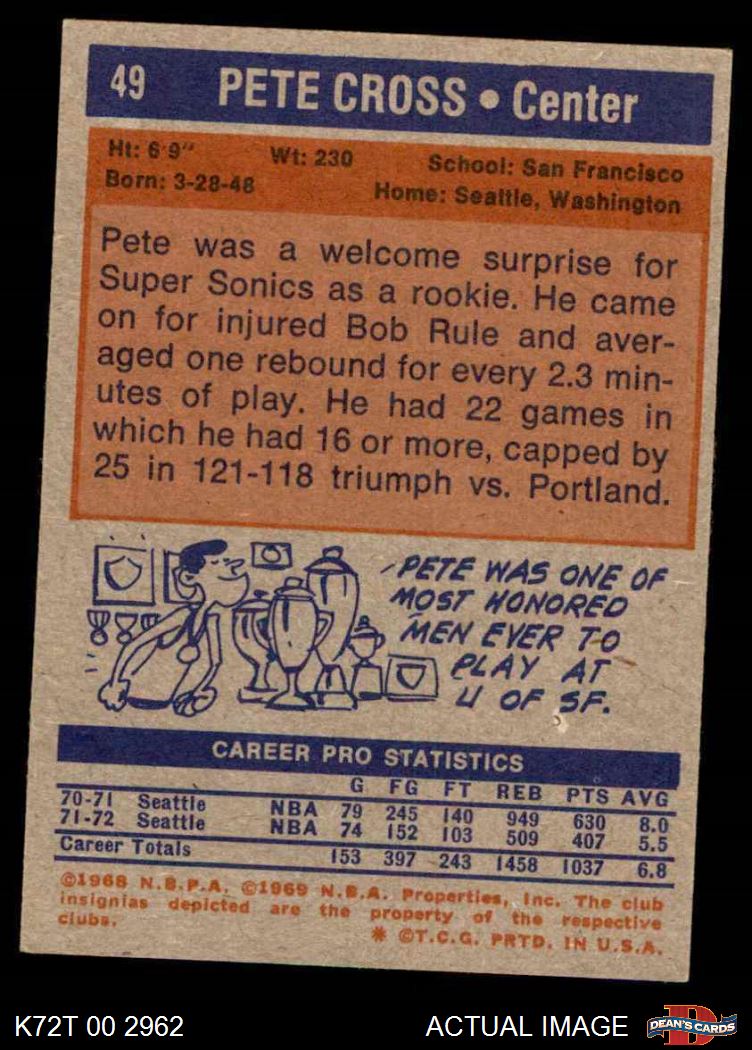 49 PETE CROSS • Center
Ht: 6'9" Wt: 230 School: San Francisco
Born: 3-28-48 Home: Seattle, Washington
Pete was a welcome surprise for
Super Sonics as a rookie. He came
on for injured Bob Rule and aver-
aged one rebound for every 2.3 min-
utes of play. He had 22 games in
which he had 16 or more, capped by
25 in 121-118 triumph vs. Portland.
PETE WAS ONE OF
MOST HONORED
MEN EVER TO
PLAY AT
U OF SF.
CAREER PRO STATISTICS
G FG FT REB PTS AVG
70-71 Seattle NBA 79 245 140 949 630 8.0
71-72 Seattle NBA 74 152 103 509 407 5.5
Career Totals 153 397 243 1458 1037 6.8
©1968 N.B.P.A. ©1969 N.B.A. Properties, Inc. The club
insignias depicted are the property of the respective
clubs.
* ©T.C.G. PRTD. IN U.S.A.
K72T 00 2962 ACTUAL IMAGE D DEAN'S CARDS